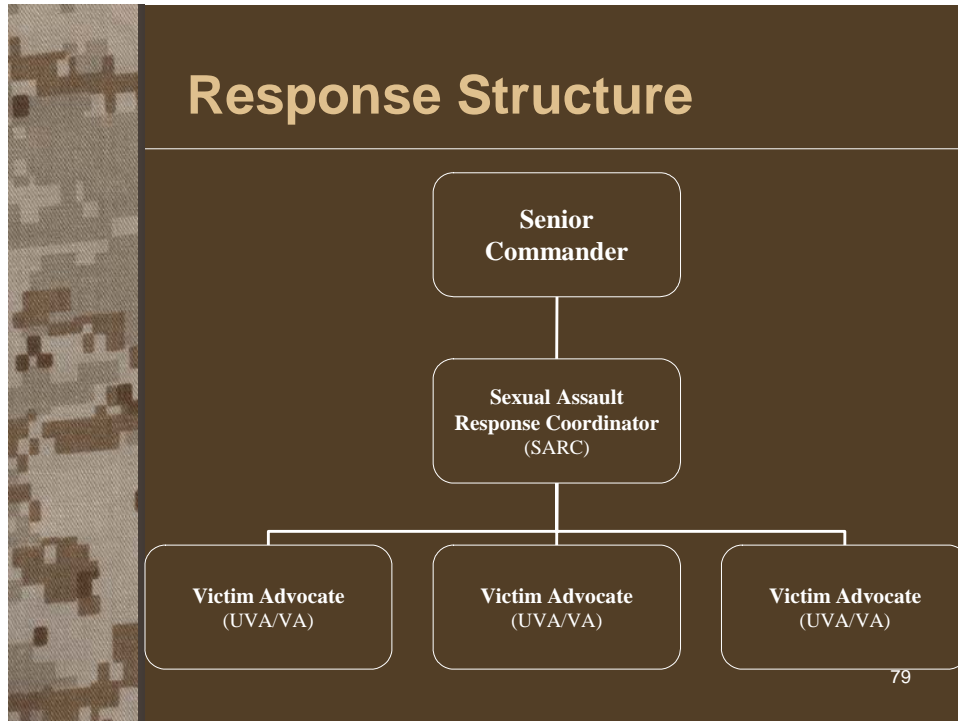 Response Structure
Senior
Commander
Sexual Assault
Response Coordinator
(SARC)
Victim Advocate
(UVA/VA)
Victim Advocate
(UVA/VA)
Victim Advocate
(UVA/VA)
79